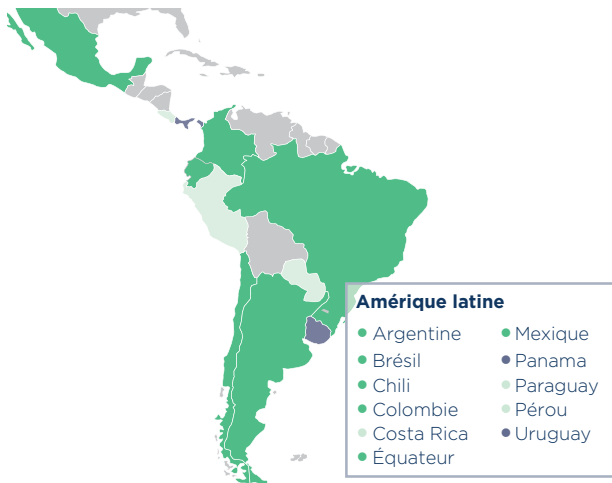 Amérique latine
Argentine
Brésil
Chili
Colombie
Costa Rica
Équateur
Mexique
Panama
Paraguay
Pérou
Uruguay